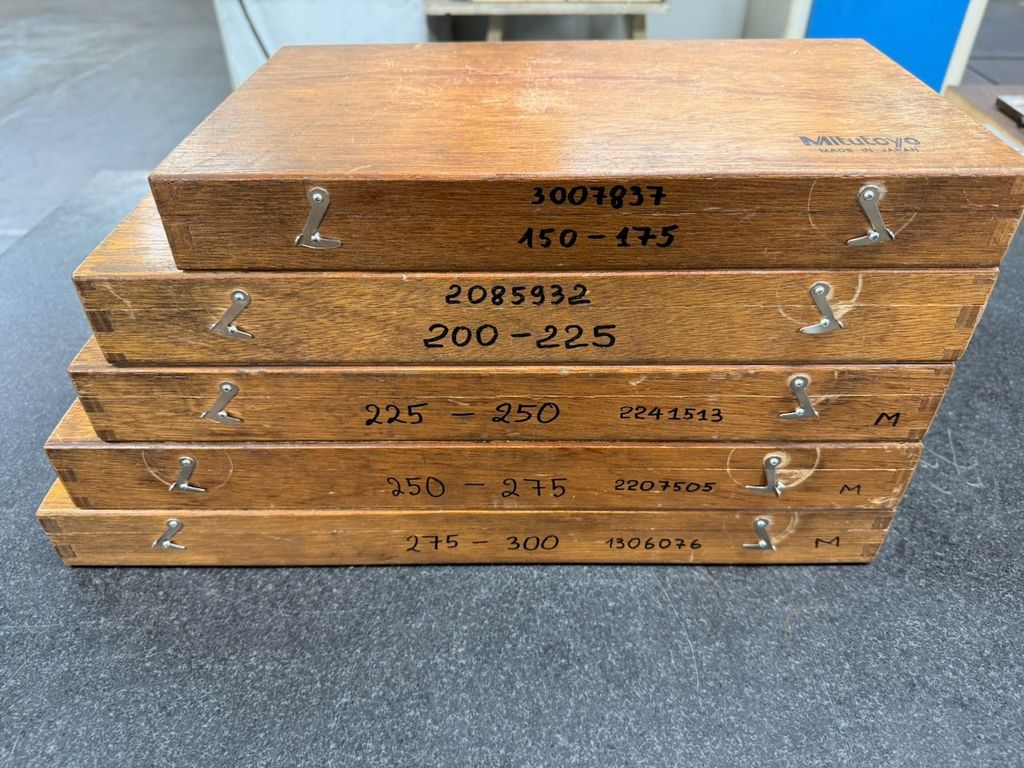 Mitutoyo
MADE IN JAPAN
3007837
150 - 175
2085932
200 - 225
225 - 250 2241513 M
250 - 275 2207505 M
275 - 300 1306076 M